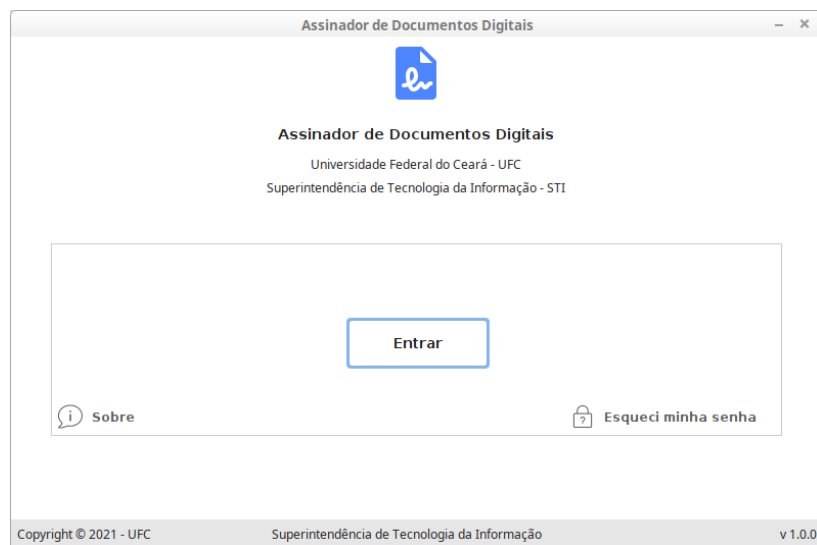 Assinador de Documentos Digitais
Assinador de Documentos Digitais
Universidade Federal do Ceará - UFC
Superintendência de Tecnologia da Informação - STI
Entrar
Sobre
Esqueci minha senha
Copyright © 2021 - UFC
Superintendência de Tecnologia da Informação
v 1.0.0